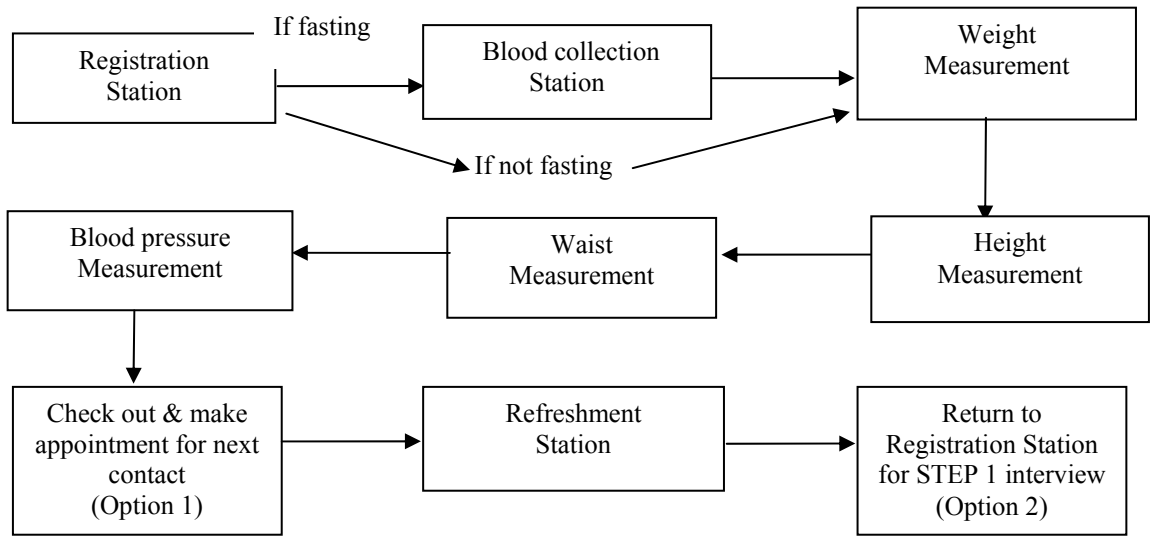 If fasting
Registration
Station
Blood collection
Station
Weight
Measurement
If not fasting
Blood pressure
Measurement
Waist
Measurement
Height
Measurement
Check out & make
appointment for next
contact
(Option 1)
Refreshment
Station
Return to
Registration Station
for STEP 1 interview
(Option 2)